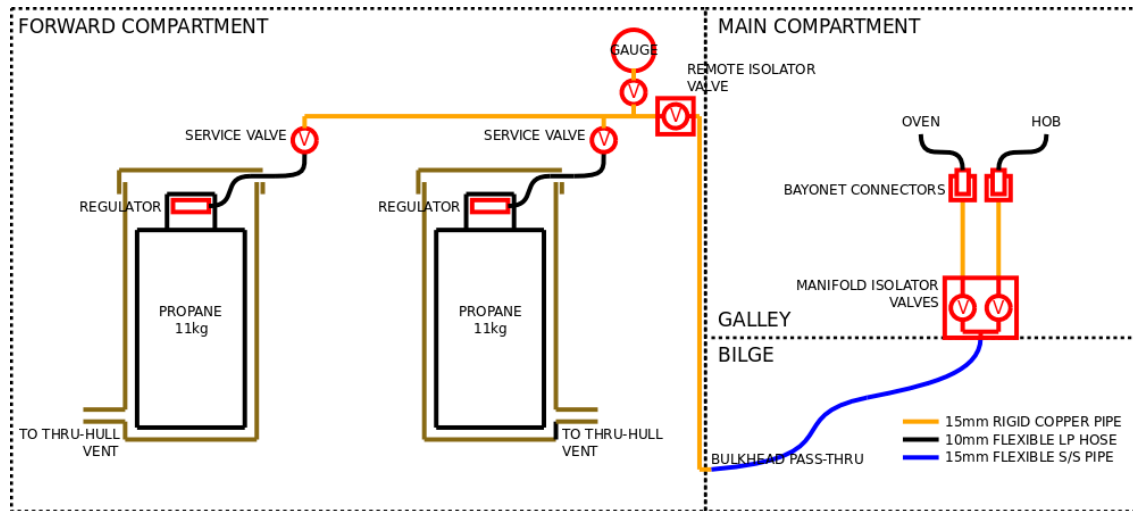 FORWARD COMPARTMENT
MAIN COMPARTMENT
GAUGE
REMOTE ISOLATOR
VALVE
V
V
SERVICE VALVE
V
SERVICE VALVE
V
OVEN
HOB
BAYONET CONNECTORS
REGULATOR
REGULATOR
MANIFOLD ISOLATOR
VALVES
V
V
PROPANE
11kg
PROPANE
11kg
GALLEY
BILGE
TO THRU-HULL
VENT
TO THRU-HULL
VENT
BULKHEAD PASS-THRU
15mm RIGID COPPER PIPE
10mm FLEXIBLE LP HOSE
15mm FLEXIBLE S/S PIPE